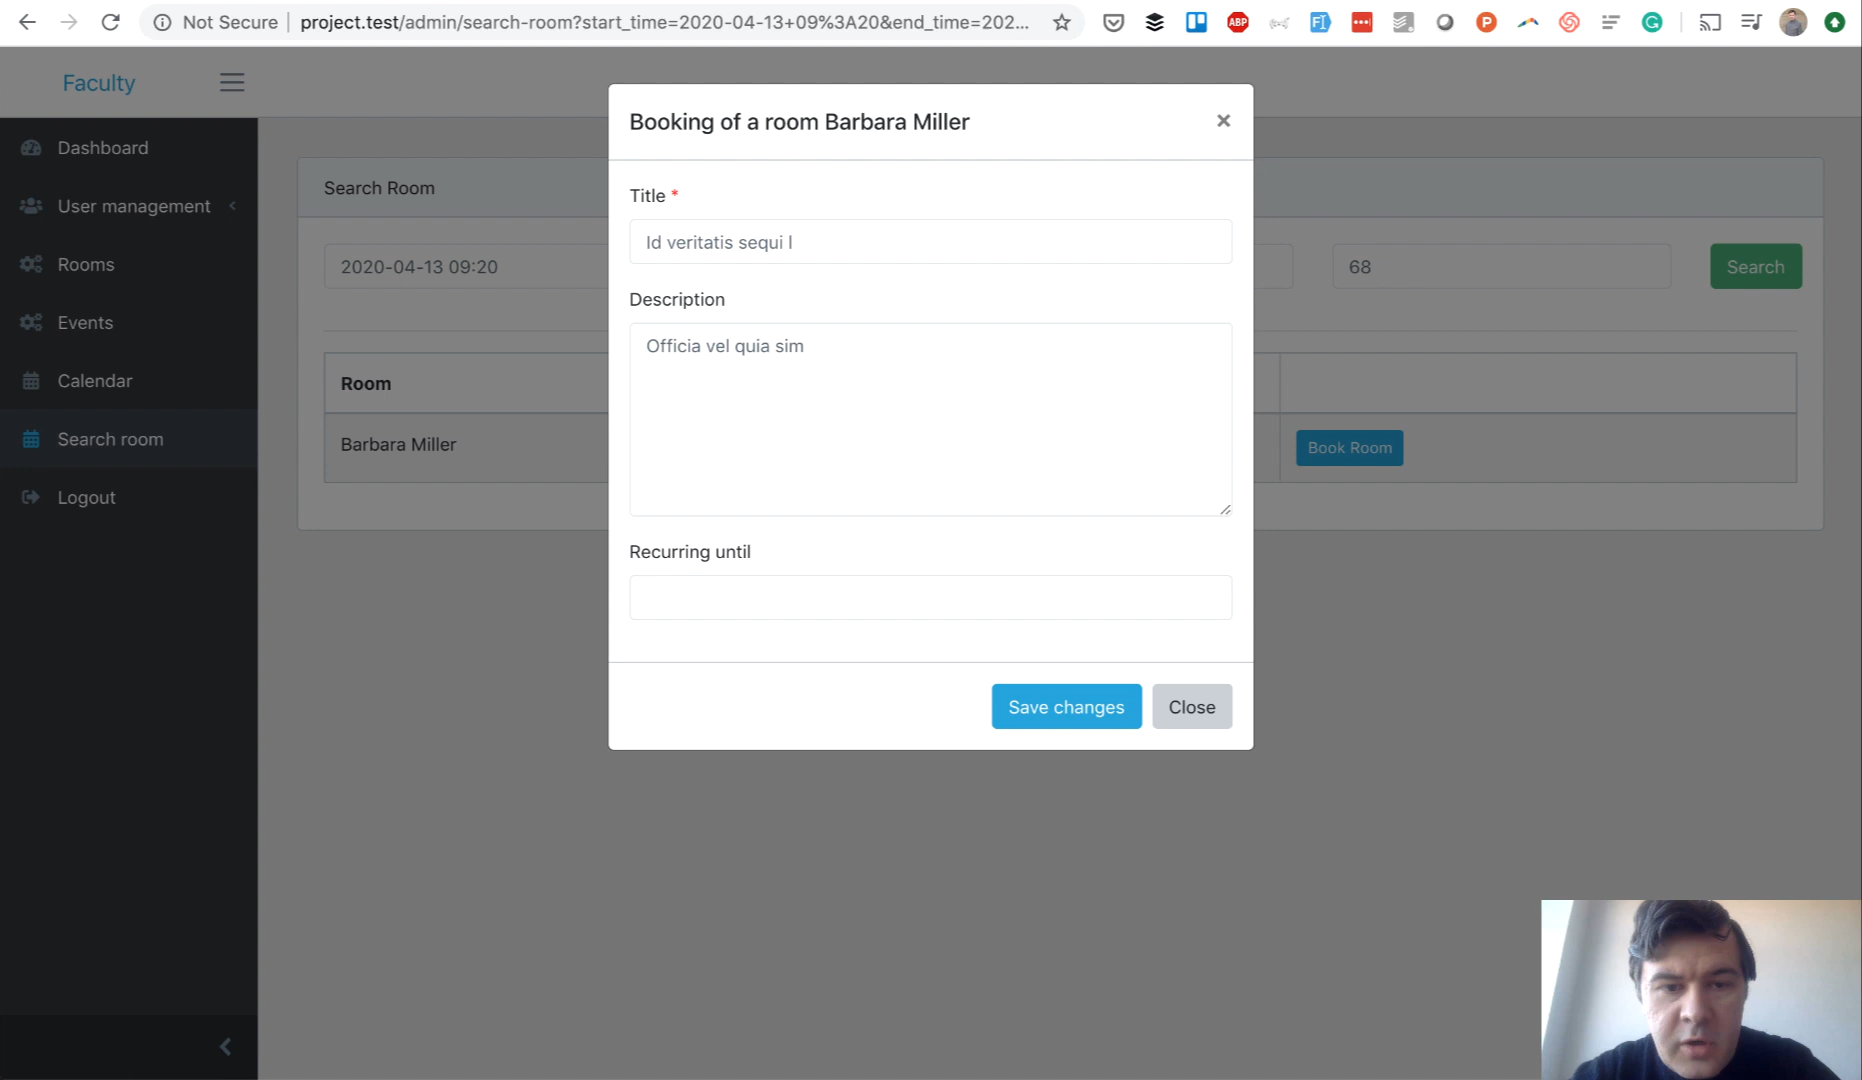 Not Secure | project.test/admin/search-room?start_time=2020-04-13+09%3A20&end_time=202...
ABP
P
G
Faculty
Dashboard
User management
Rooms
Events
Calendar
Search room
Logout
Search Room
2020-04-13 09:20
68
Search
Room
Barbara Miller
Book Room
Booking of a room Barbara Miller
×
Title *
Id veritatis sequi l
Description
Officia vel quia sim
Recurring until
Save changes
Close